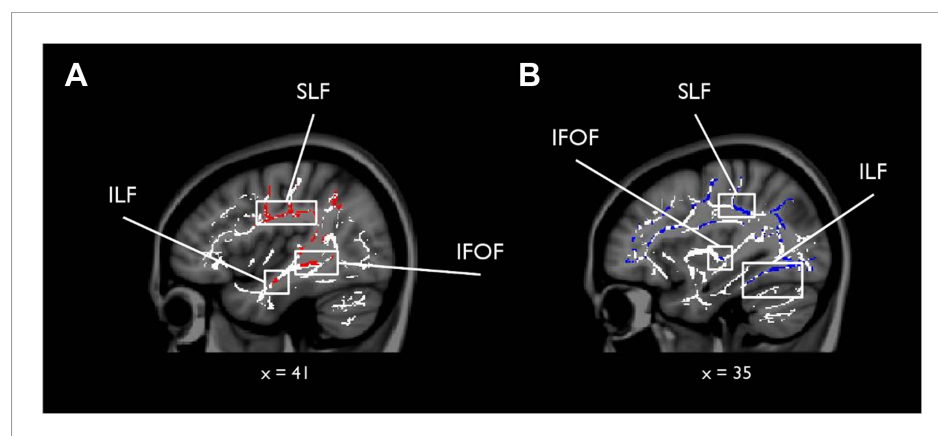 A
SLF
ILF
IFOF
x = 41
B
SLF
IFOF
ILF
x = 35